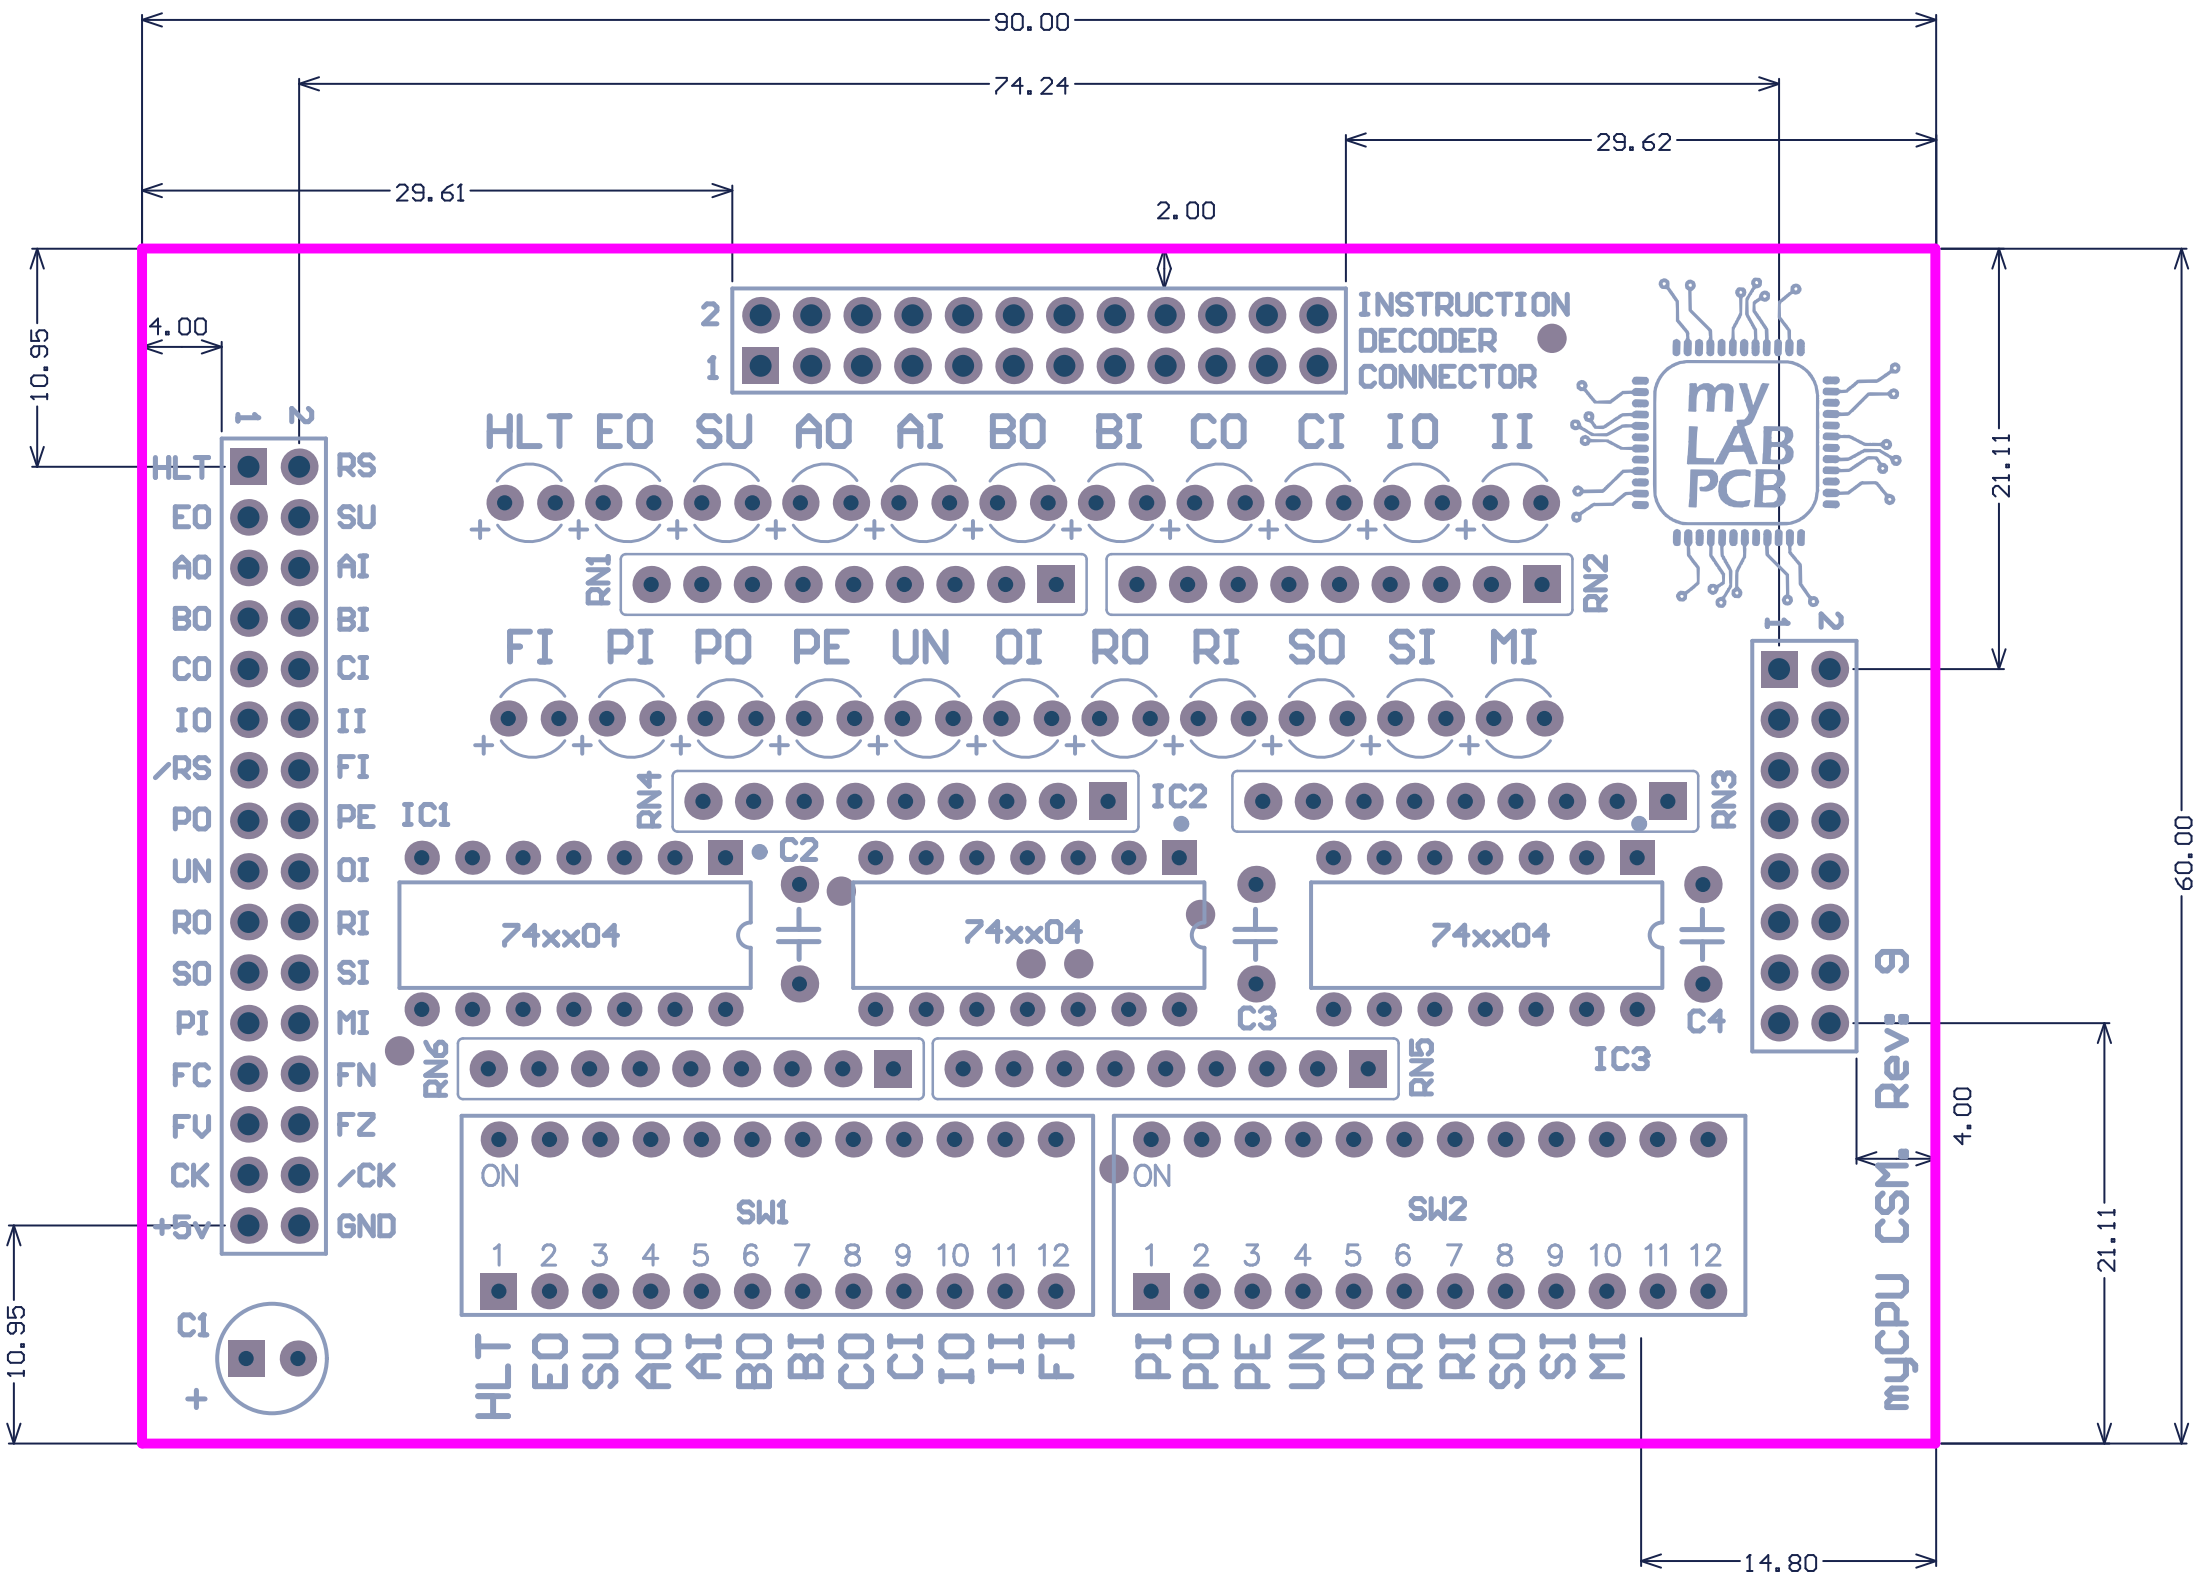 90.00
74.24
29.62
29.61
2.00
10.95
4.00
21.11
60.00
2
1
INSTRUCTION
DECODER
CONNECTOR
my
LAB
PCB
1 2
HLT EO SU AO AI BO BI CO CI IO II
+ + + + + + + + + + +
RN1 RN2
FI PI PO PE UN OI RO RI SO SI MI
+ + + + + + + + + + +
RN4 RN3
1 2
HLT RS
EO SU
AO AI
BO BI
CO CI
IO II
/RS FI
PO PE
UN OI
RO RI
SO SI
PI MI
FC FN
FV FZ
CK /CK
+5v GND
IC1 IC2
C2
74xx04 74xx04 74xx04
C3 C4
IC3
RN6 RN5
ON ON
SW1 SW2
1 2 3 4 5 6 7 8 9 10 11 12
1 2 3 4 5 6 7 8 9 10 11 12
HLT EO SU AO AI BO BI CO CI IO II FI
PI PO PE UN OI RO RI SO SI MI
C1
+
myCPU CSM. Rev: 9
4.00
21.11
10.95
14.80